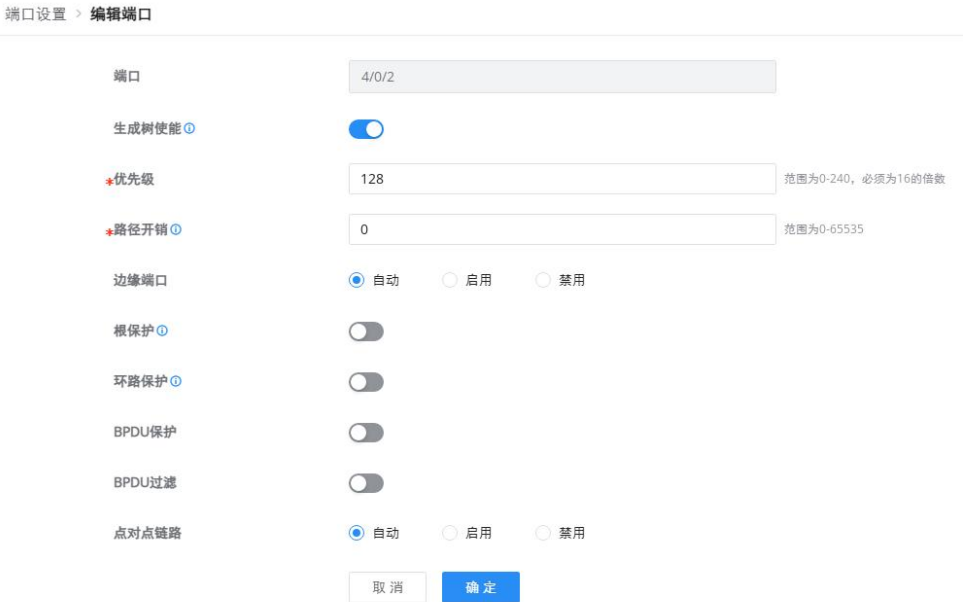 端口设置 > 编辑端口
端口 4/0/2
生成树使能
*优先级 128 范围为0-240，必须为16的倍数
*路径开销 0 范围为0-65535
边缘端口 自动 启用 禁用
根保护
环路保护
BPDU保护
BPDU过滤
点对点链路 自动 启用 禁用
取消 确定